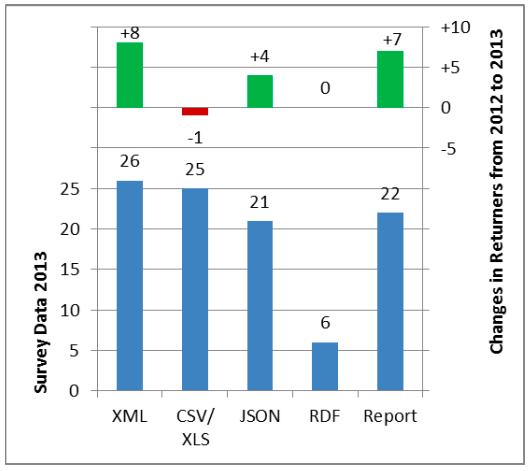 +8
+4
0
+7
-1
+10
+5
0
-5
Changes in Returners from 2012 to 2013
26
25
21
6
22
25
20
15
10
5
0
Survey Data 2013
XML
CSV/
XLS
JSON
RDF
Report